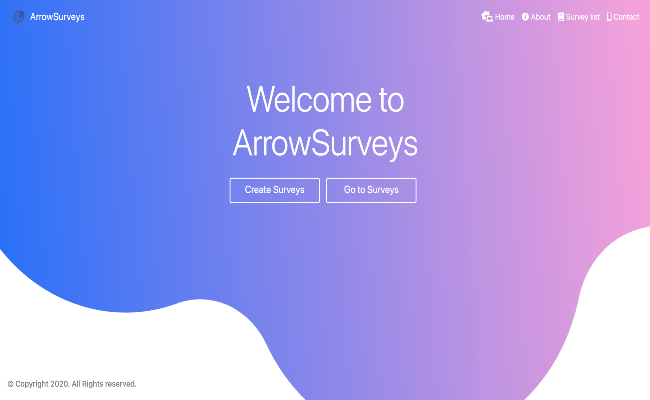 ArrowSurveys
Home About Survey list Contact
Welcome to
ArrowSurveys
Create Surveys Go to Surveys
© Copyright 2020. All Rights reserved.